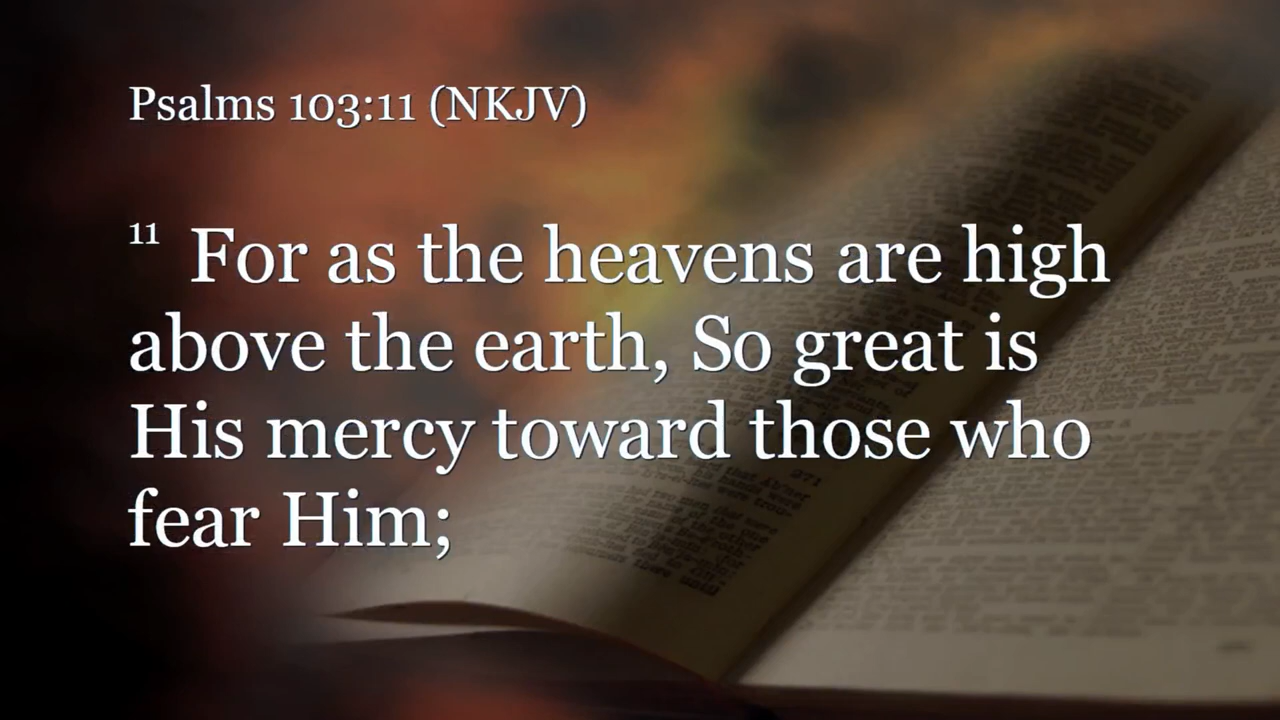 Psalms 103:11 (NKJV)
11 For as the heavens are high
above the earth, So great is
His mercy toward those who
fear Him;